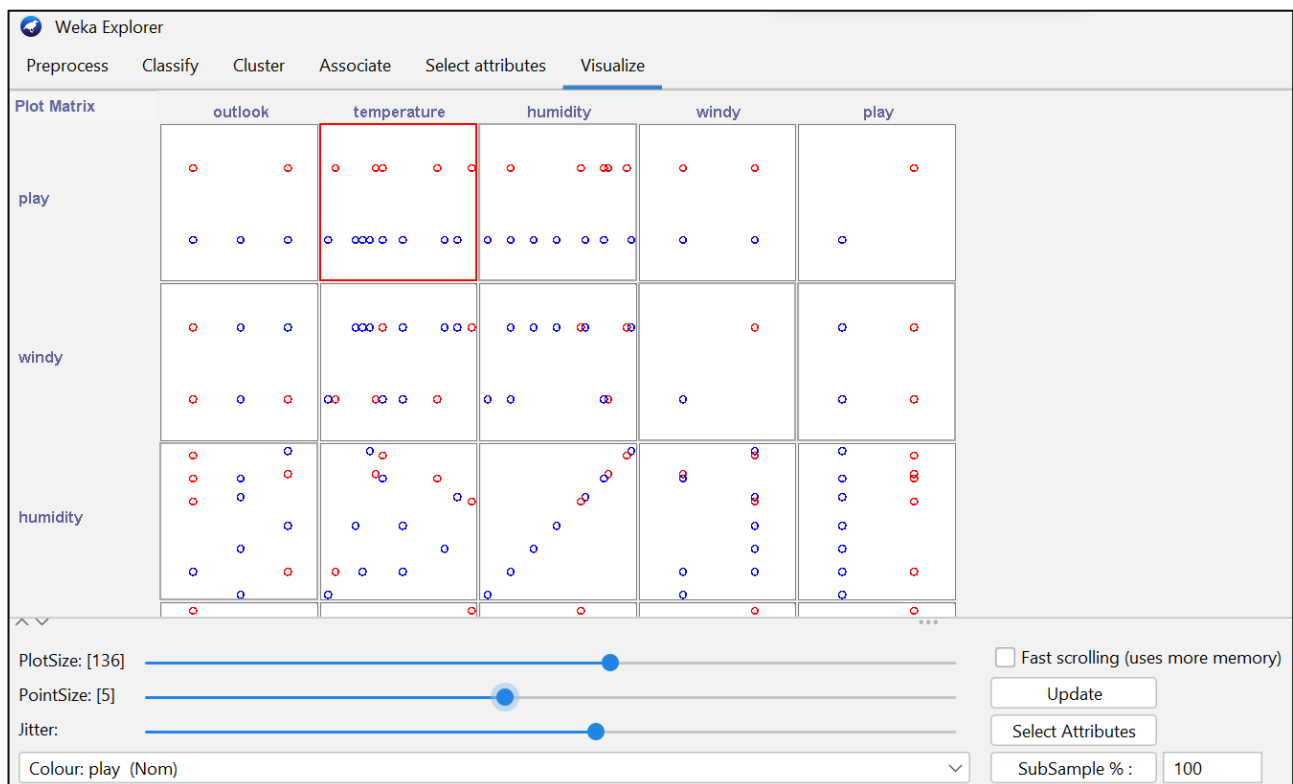 Weka Explorer
Preprocess Classify Cluster Associate Select attributes Visualize
Plot Matrix
outlook temperature humidity windy play
play
windy
humidity
PlotSize: [136]
Fast scrolling (uses more memory)
PointSize: [5]
Update
Jitter:
Select Attributes
Colour: play (Nom)
SubSample % : 100